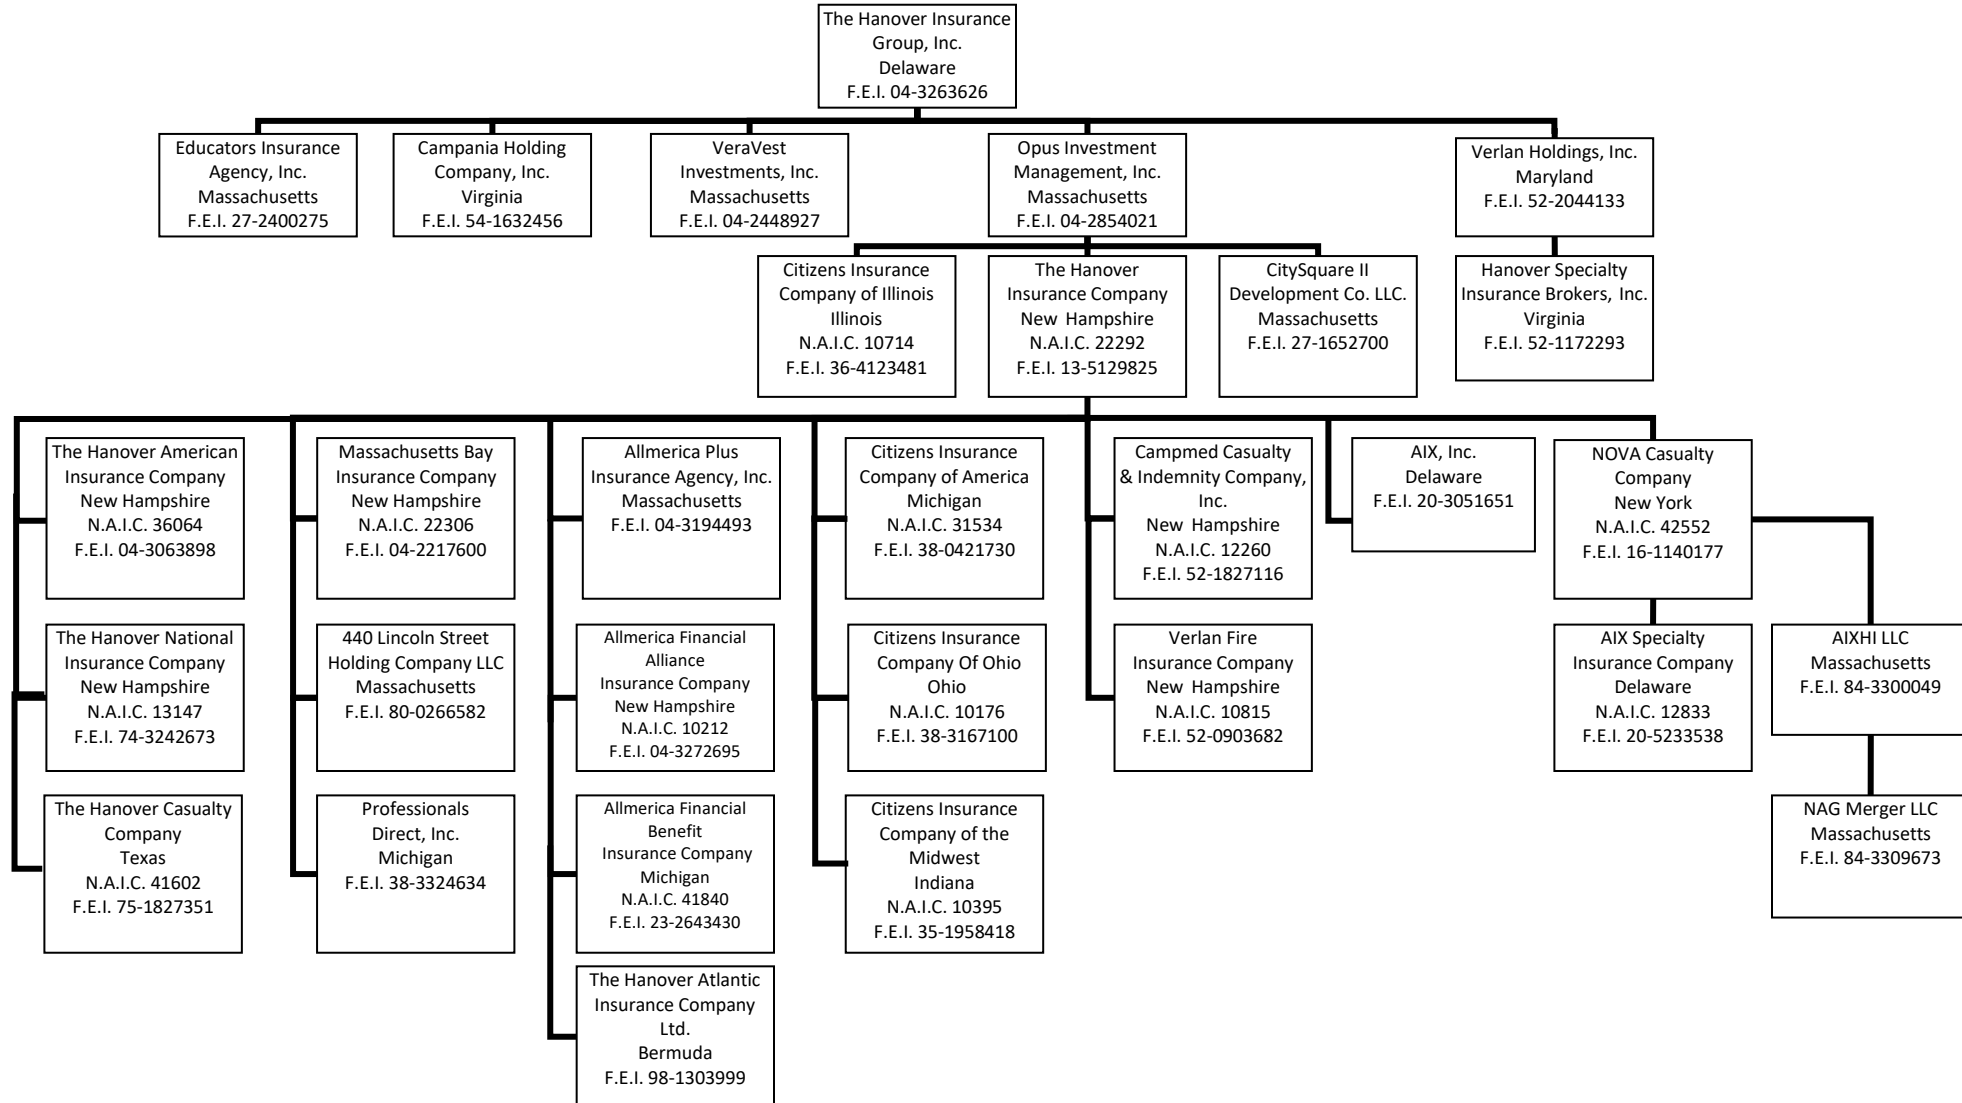 The Hanover Insurance
Group, Inc.
Delaware
F.E.I. 04-3263626
Educators Insurance
Agency, Inc.
Massachusetts
F.E.I. 27-2400275
Campania Holding
Company, Inc.
Virginia
F.E.I. 54-1632456
VeraVest
Investments, Inc.
Massachusetts
F.E.I. 04-2448927
Opus Investment
Management, Inc.
Massachusetts
F.E.I. 04-2854021
Verlan Holdings, Inc.
Maryland
F.E.I. 52-2044133
Citizens Insurance
Company of Illinois
Illinois
N.A.I.C. 10714
F.E.I. 36-4123481
The Hanover
Insurance Company
New Hampshire
N.A.I.C. 22292
F.E.I. 13-5129825
CitySquare II
Development Co. LLC.
Massachusetts
F.E.I. 27-1652700
Hanover Specialty
Insurance Brokers, Inc.
Virginia
F.E.I. 52-1172293
The Hanover American
Insurance Company
New Hampshire
N.A.I.C. 36064
F.E.I. 04-3063898
Massachusetts Bay
Insurance Company
New Hampshire
N.A.I.C. 22306
F.E.I. 04-2217600
Allmerica Plus
Insurance Agency, Inc.
Massachusetts
F.E.I. 04-3194493
Citizens Insurance
Company of America
Michigan
N.A.I.C. 31534
F.E.I. 38-0421730
Campmed Casualty
& Indemnity Company,
Inc.
New Hampshire
N.A.I.C. 12260
F.E.I. 52-1827116
AIX, Inc.
Delaware
F.E.I. 20-3051651
NOVA Casualty
Company
New York
N.A.I.C. 42552
F.E.I. 16-1140177
The Hanover National
Insurance Company
New Hampshire
N.A.I.C. 13147
F.E.I. 74-3242673
440 Lincoln Street
Holding Company LLC
Massachusetts
F.E.I. 80-0266582
Allmerica Financial
Alliance
Insurance Company
New Hampshire
N.A.I.C. 10212
F.E.I. 04-3272695
Citizens Insurance
Company Of Ohio
Ohio
N.A.I.C. 10176
F.E.I. 38-3167100
Verlan Fire
Insurance Company
New Hampshire
N.A.I.C. 10815
F.E.I. 52-0903682
AIX Specialty
Insurance Company
Delaware
N.A.I.C. 12833
F.E.I. 20-5233538
AIXHI LLC
Massachusetts
F.E.I. 84-3300049
The Hanover Casualty
Company
Texas
N.A.I.C. 41602
F.E.I. 75-1827351
Professionals
Direct, Inc.
Michigan
F.E.I. 38-3324634
Allmerica Financial
Benefit
Insurance Company
Michigan
N.A.I.C. 41840
F.E.I. 23-2643430
Citizens Insurance
Company of the
Midwest
Indiana
N.A.I.C. 10395
F.E.I. 35-1958418
NAG Merger LLC
Massachusetts
F.E.I. 84-3309673
The Hanover Atlantic
Insurance Company
Ltd.
Bermuda
F.E.I. 98-1303999